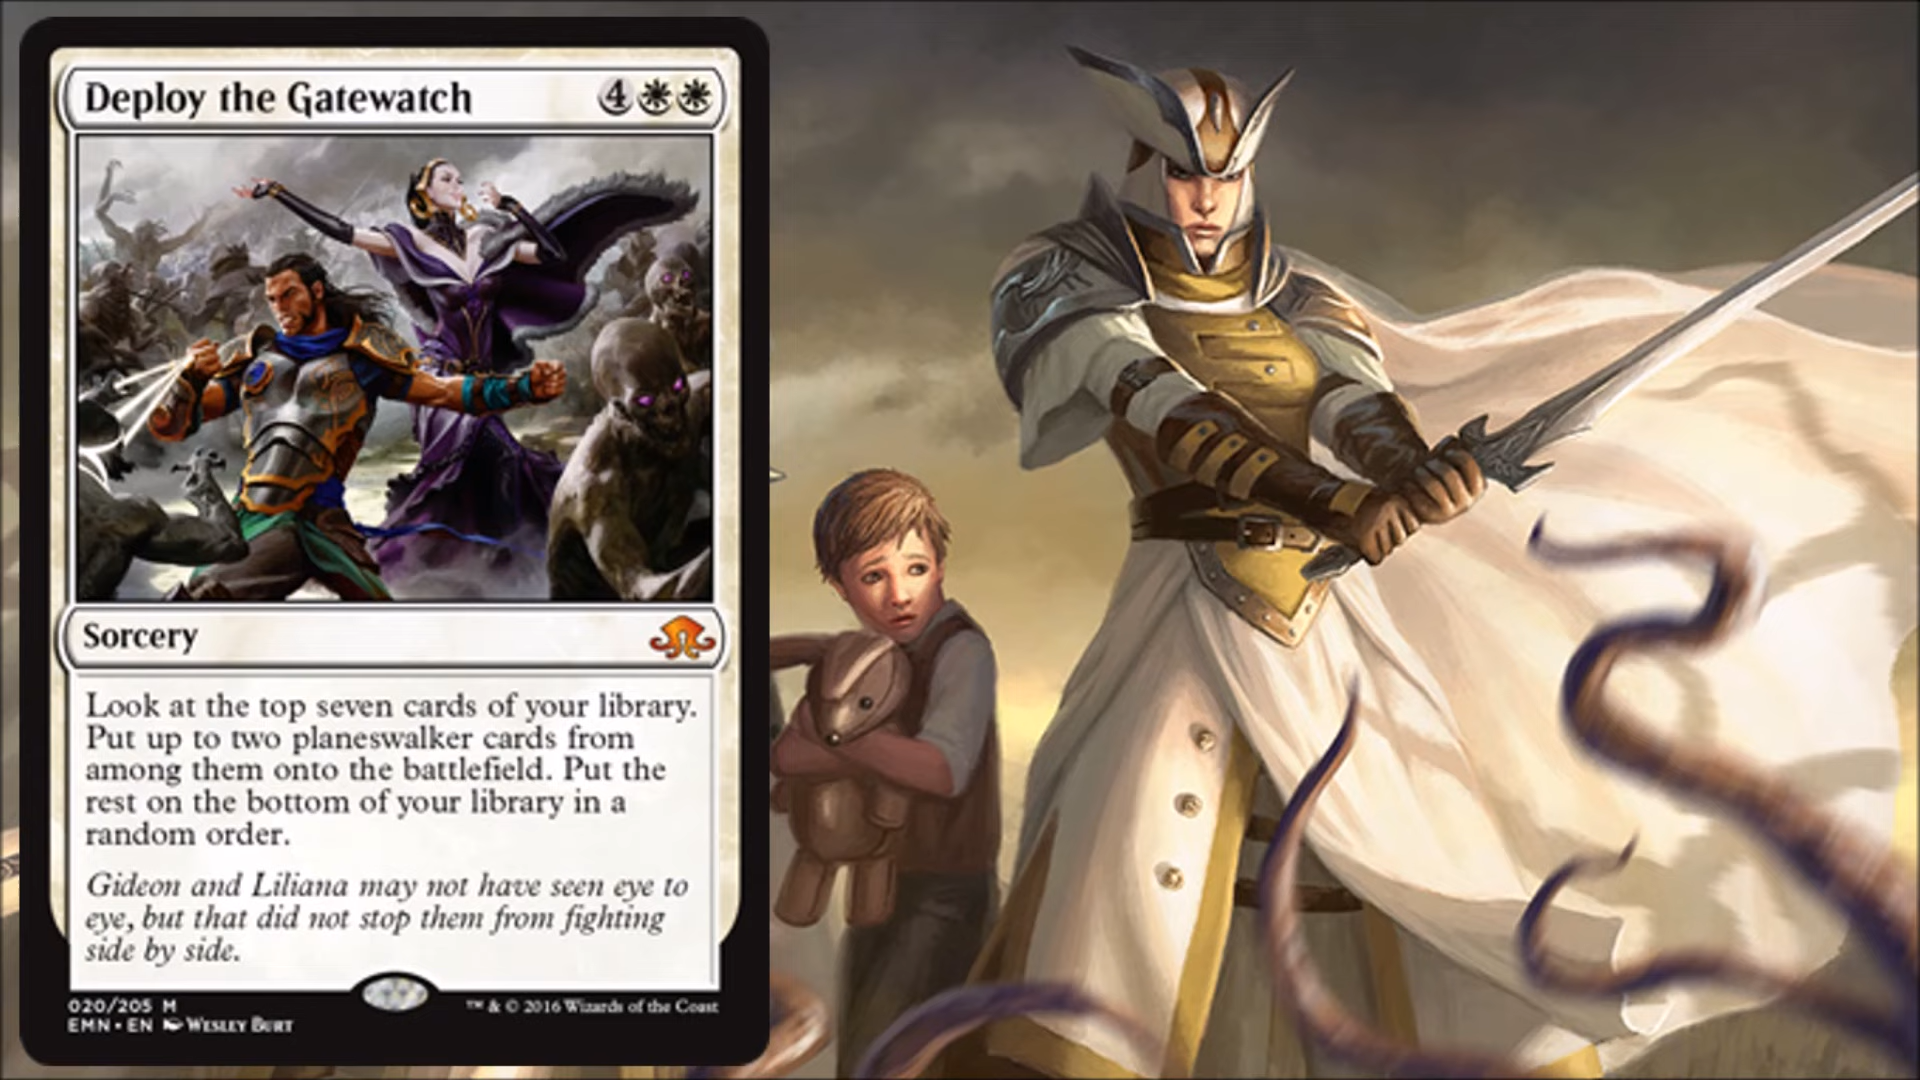 Deploy the Gatewatch 4
Sorcery
Look at the top seven cards of your library.
Put up to two planeswalker cards from
among them onto the battlefield. Put the
rest on the bottom of your library in a
random order.
Gideon and Liliana may not have seen eye to
eye, but that did not stop them from fighting
side by side.
020/205 M
™ & © 2016 Wizards of the Coast
EMN • EN Wesley Burt